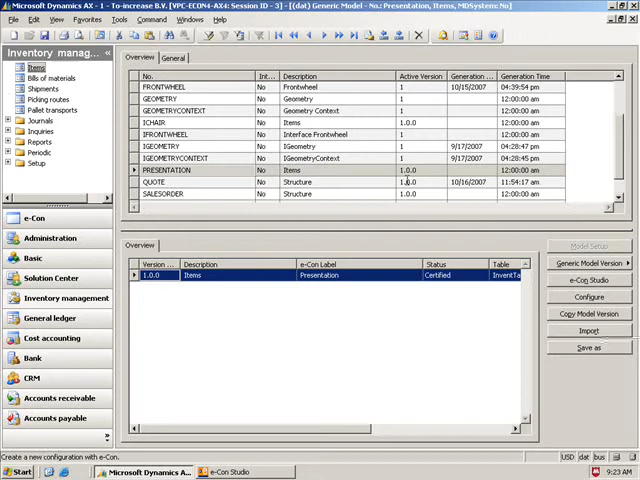 Microsoft Dynamics AX - 1 - To-increase B.V. [VPC-ECON4-AX4: Session ID - 3] - [(dat) Generic Model - No.: Presentation, Items, MDSystem: No]
File Edit View Favorites Tools Command Windows Help
Inventory manag...
Items
Bills of materials
Shipments
Picking routes
Pallet transports
Journals
Inquiries
Reports
Periodic
Setup
e-Con
Administration
Basic
Solution Center
Inventory management
General ledger
Cost accounting
Bank
CRM
Accounts receivable
Accounts payable
Overview General
No. Int... Description Active Version Generation ... Generation Time
FRONTWHEEL No Frontwheel 1 10/15/2007 04:39:54 pm
GEOMETRY No Geometry 1 12:00:00 am
GEOMETRYCONTEXT No Geometry Context 1 12:00:00 am
ICHAIR No Items 1.0.0 12:00:00 am
IFRONTWHEEL No Interface Frontwheel 1 12:00:00 am
IGEOMETRY No IGeometry 1 9/17/2007 04:28:47 pm
IGEOMETRYCONTEXT No IGeometryContext 1 9/17/2007 04:28:45 pm
PRESENTATION No Items 1.0.0 12:00:00 am
QUOTE No Structure 1.0.0 10/16/2007 11:54:17 am
SALESORDER No Structure 1.0.0 12:00:00 am
Overview
Version ... Description e-Con Label Status Table
1.0.0 Items Presentation Certified InventTa
Model Setup
Generic Model Version
e-Con Studio
Configure
Copy Model Version
Import
Save as
Create a new configuration with e-Con.
USD dat bus
Start Microsoft Dynamics A... e-Con Studio 9:23 AM